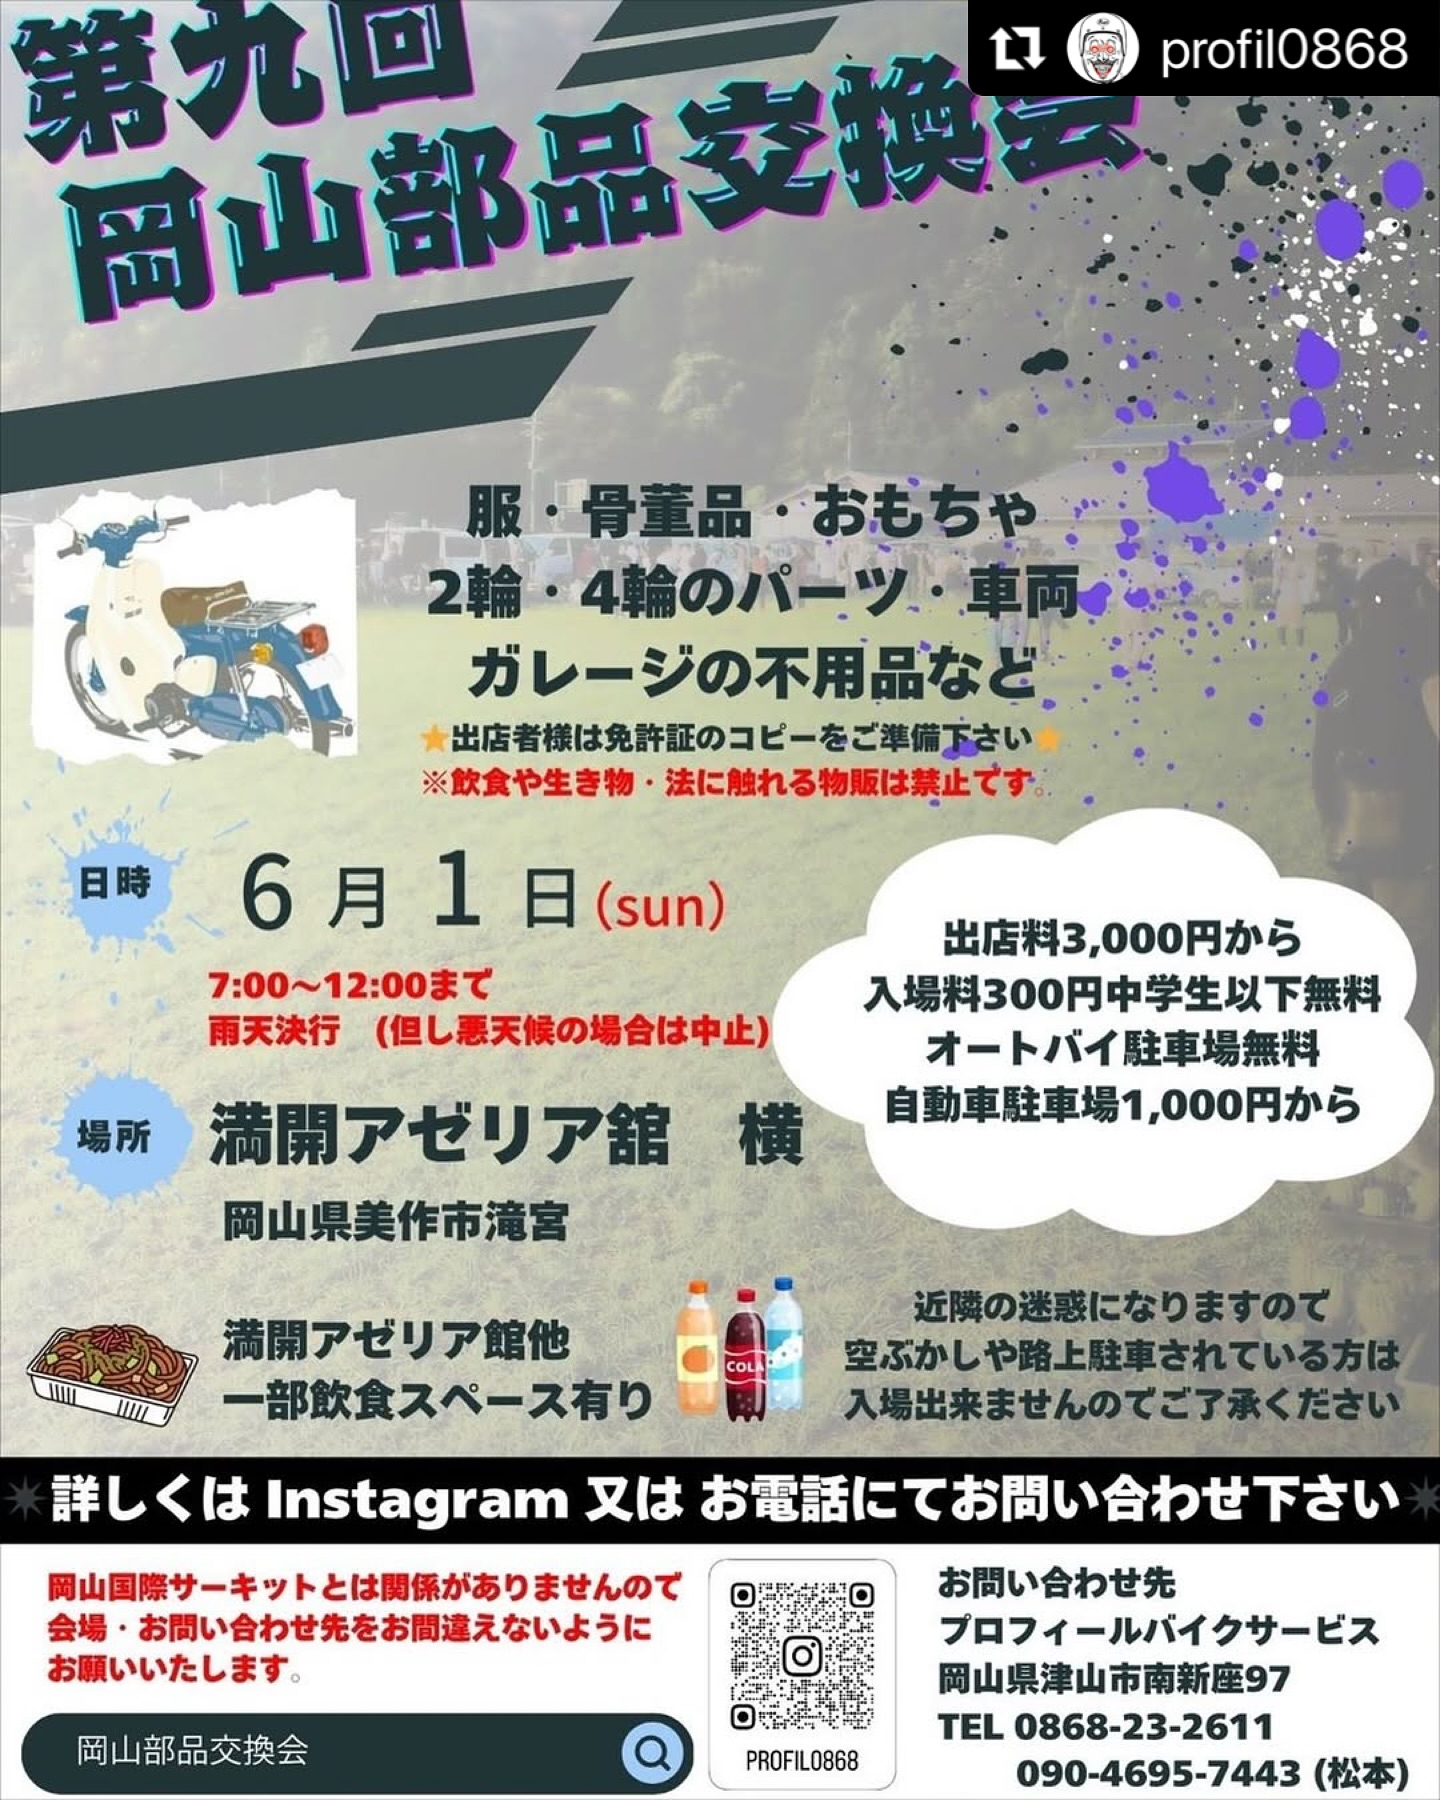 profil0868
第九回
岡山部品交換会
服・骨董品・おもちゃ
2輪・4輪のパーツ・車両
ガレージの不用品など
★出店者様は免許証のコピーをご準備下さい★
※飲食や生き物・法に触れる物販は禁止です。
日時
6月1日(sun)
7:00〜12:00まで
雨天決行 (但し悪天候の場合は中止)
出店料3,000円から
入場料300円中学生以下無料
オートバイ駐車場無料
自動車駐車場1,000円から
場所
満開アゼリア舘 横
岡山県美作市滝宮
満開アゼリア館他
一部飲食スペース有り
COLA
近隣の迷惑になりますので
空ぶかしや路上駐車されている方は
入場出来ませんのでご了承ください
詳しくは Instagram 又は お電話にてお問い合わせ下さい
岡山国際サーキットとは関係がありませんので
会場・お問い合わせ先をお間違えないように
お願いいたします。
岡山部品交換会
PROFIL0868
お問い合わせ先
プロフィールバイクサービス
岡山県津山市南新座97
TEL 0868-23-2611
090-4695-7443 (松本)